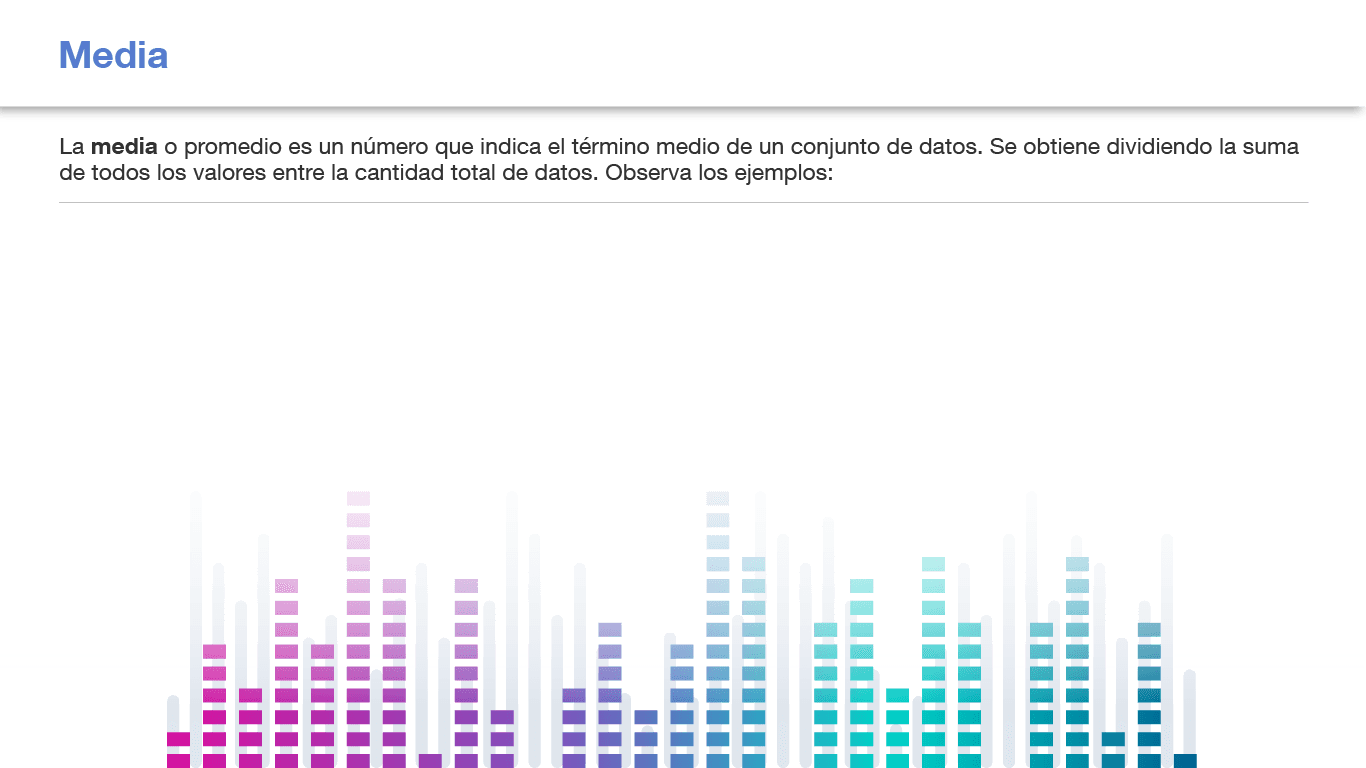 Media
La media o promedio es un número que indica el término medio de un conjunto de datos. Se obtiene dividiendo la suma
de todos los valores entre la cantidad total de datos. Observa los ejemplos: